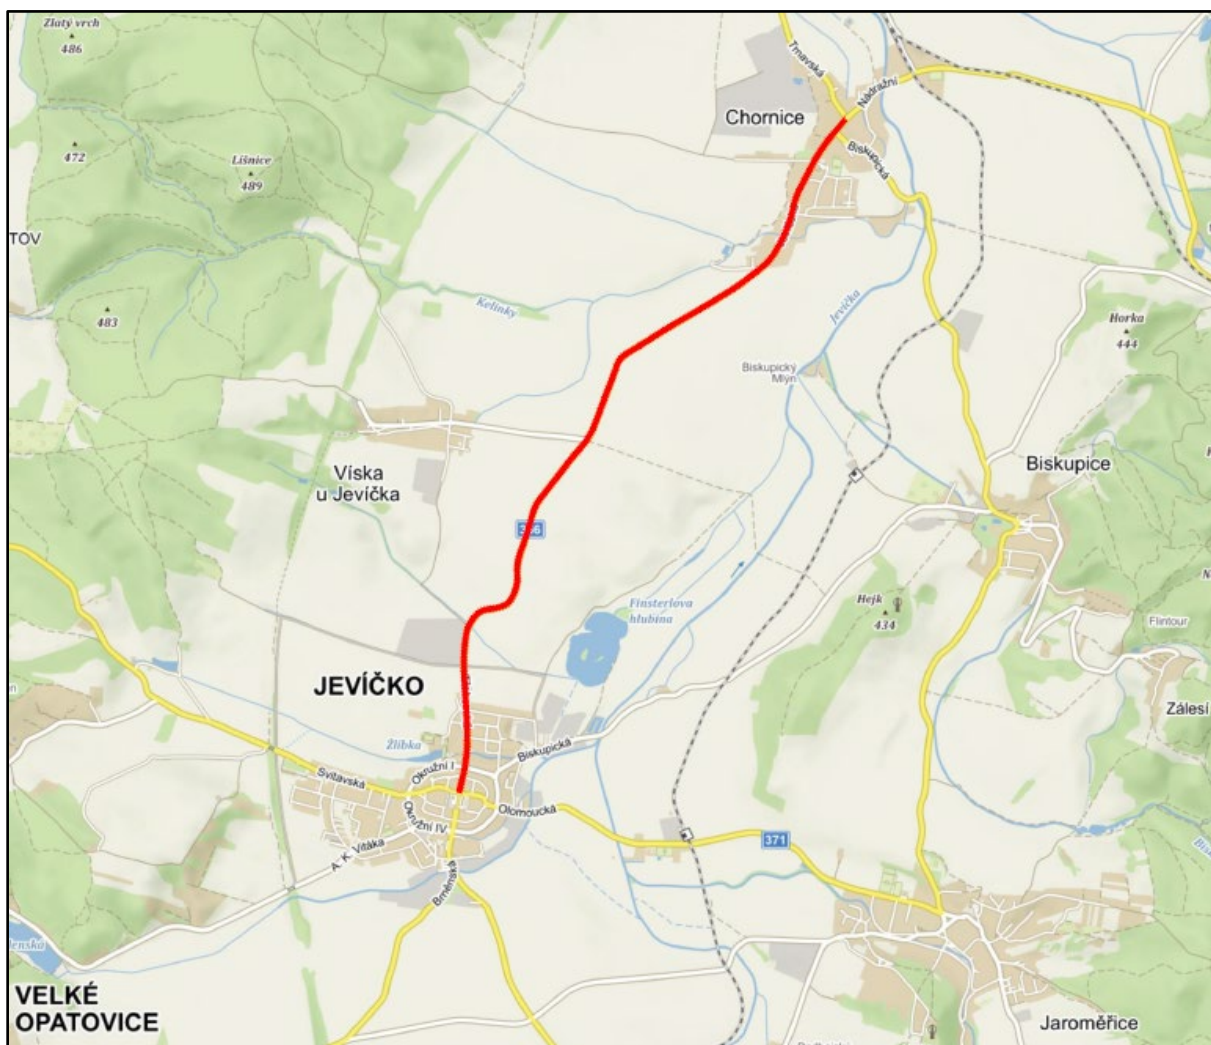 Zlatý vrch
486
Trnavská
Nádražní
Chornice
472
Líšnice
489
Biskupická
TOV
Kelinky
Jevíčka
483
Horka
444
Biskupický
Mlýn
Víska
u Jevíčka
Biskupice
366
Finsterlova
hlubina
Hejk
434
Flintour
JEVÍČKO
Zálesí
Žlíbka
Biskupická
Okružní I
Svitavská
Okružní IV
Olomoucká
371
A. K. Vitáka
Brněnská
VELKÉ
OPATOVICE
Jaroměřice